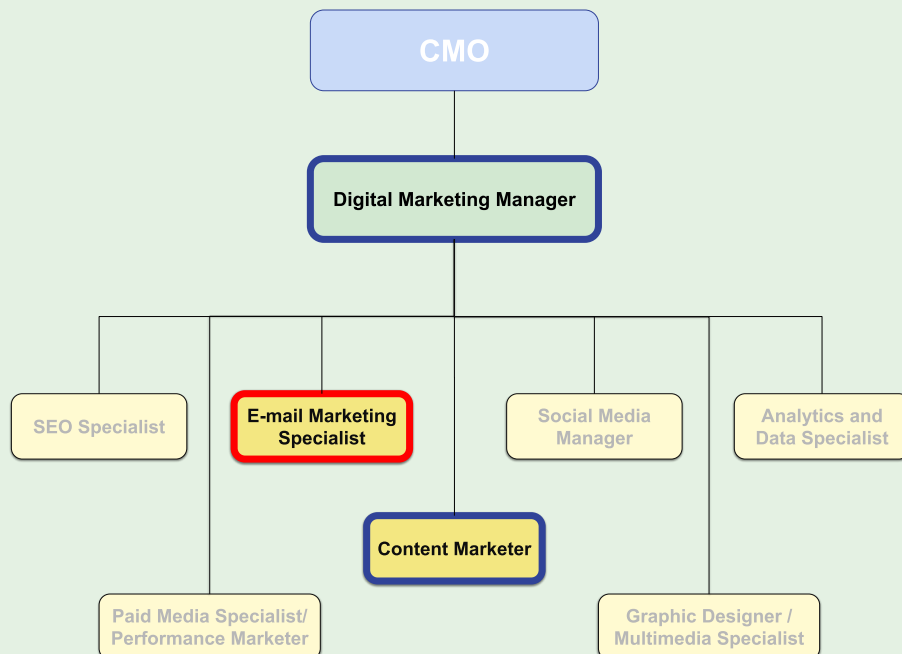 CMO
Digital Marketing Manager
SEO Specialist
E-mail Marketing
Specialist
Social Media
Manager
Analytics and
Data Specialist
Content Marketer
Paid Media Specialist/
Performance Marketer
Graphic Designer /
Multimedia Specialist